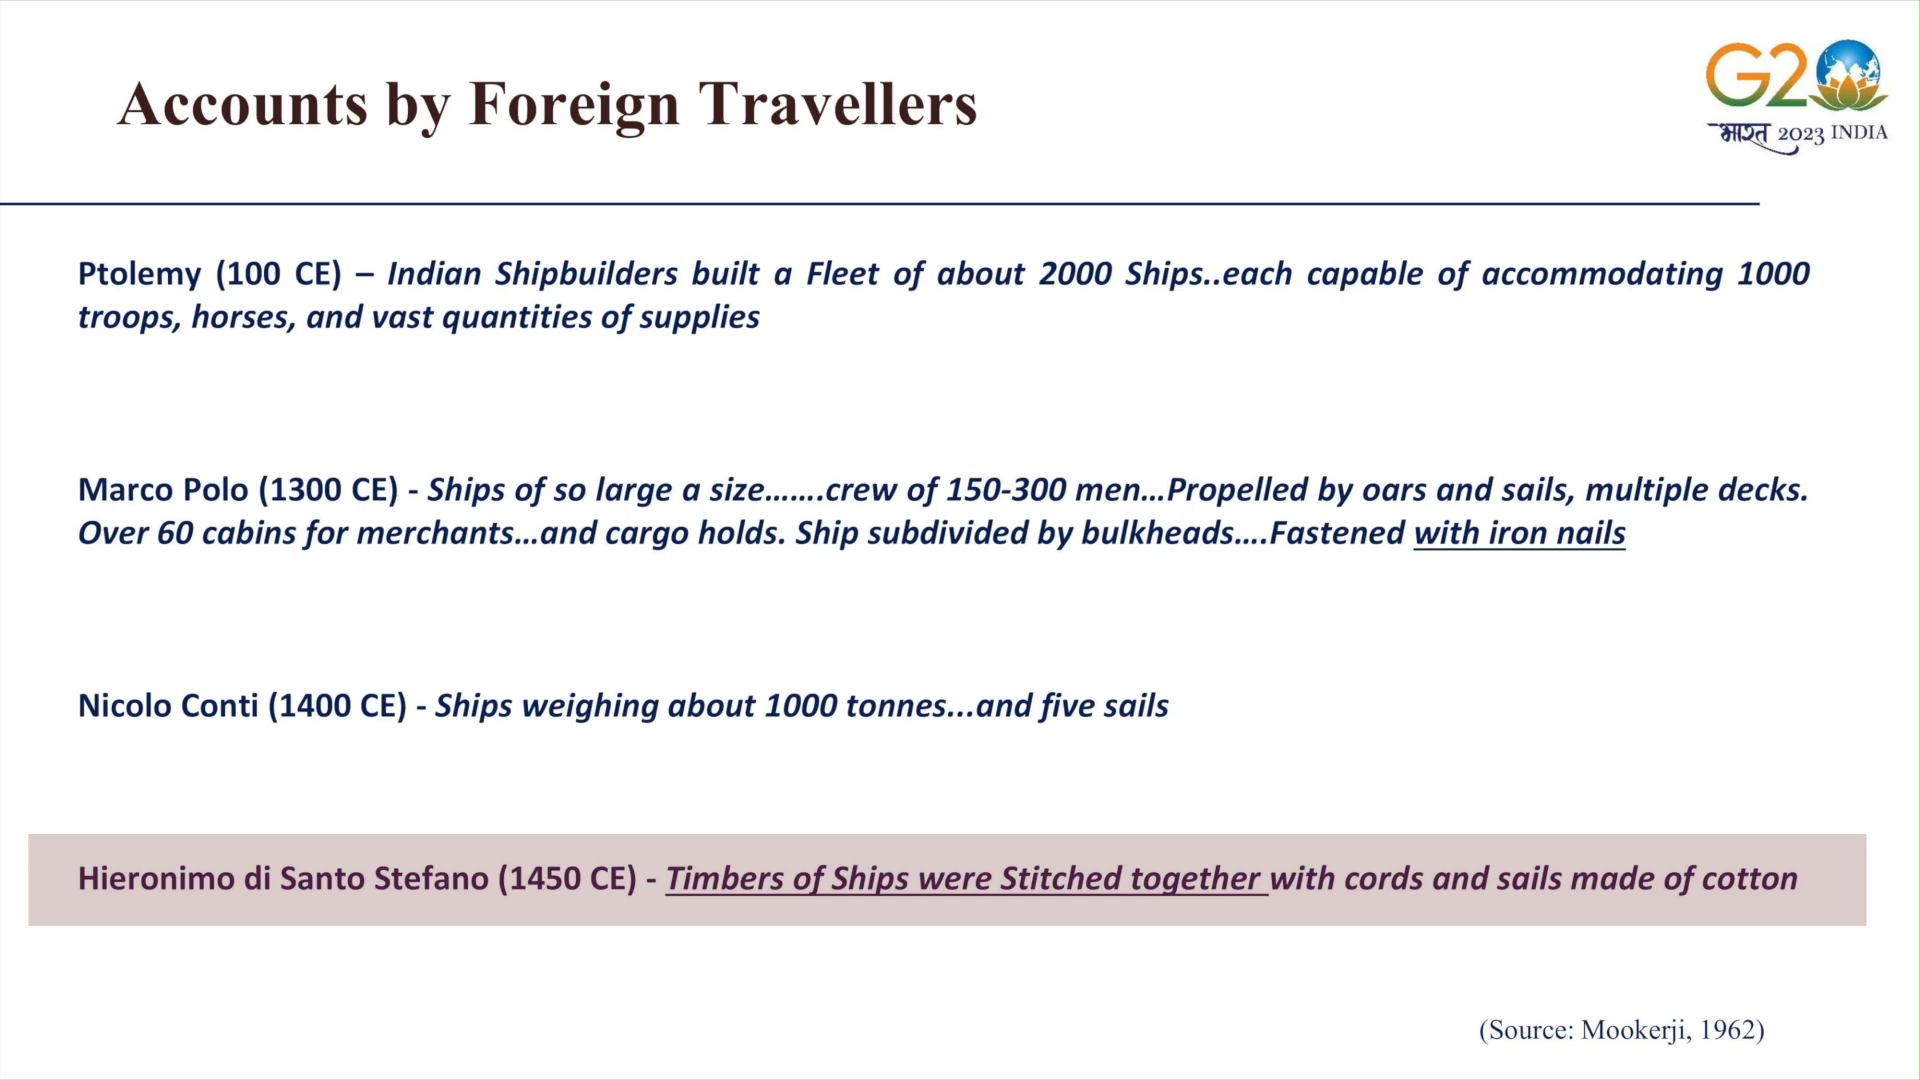 Accounts by Foreign Travellers
G20
भारत 2023 INDIA
Ptolemy (100 CE) – Indian Shipbuilders built a Fleet of about 2000 Ships..each capable of accommodating 1000
troops, horses, and vast quantities of supplies
Marco Polo (1300 CE) - Ships of so large a size…….crew of 150-300 men…Propelled by oars and sails, multiple decks.
Over 60 cabins for merchants…and cargo holds. Ship subdivided by bulkheads….Fastened with iron nails
Nicolo Conti (1400 CE) - Ships weighing about 1000 tonnes...and five sails
Hieronimo di Santo Stefano (1450 CE) - Timbers of Ships were Stitched together with cords and sails made of cotton
(Source: Mookerji, 1962)